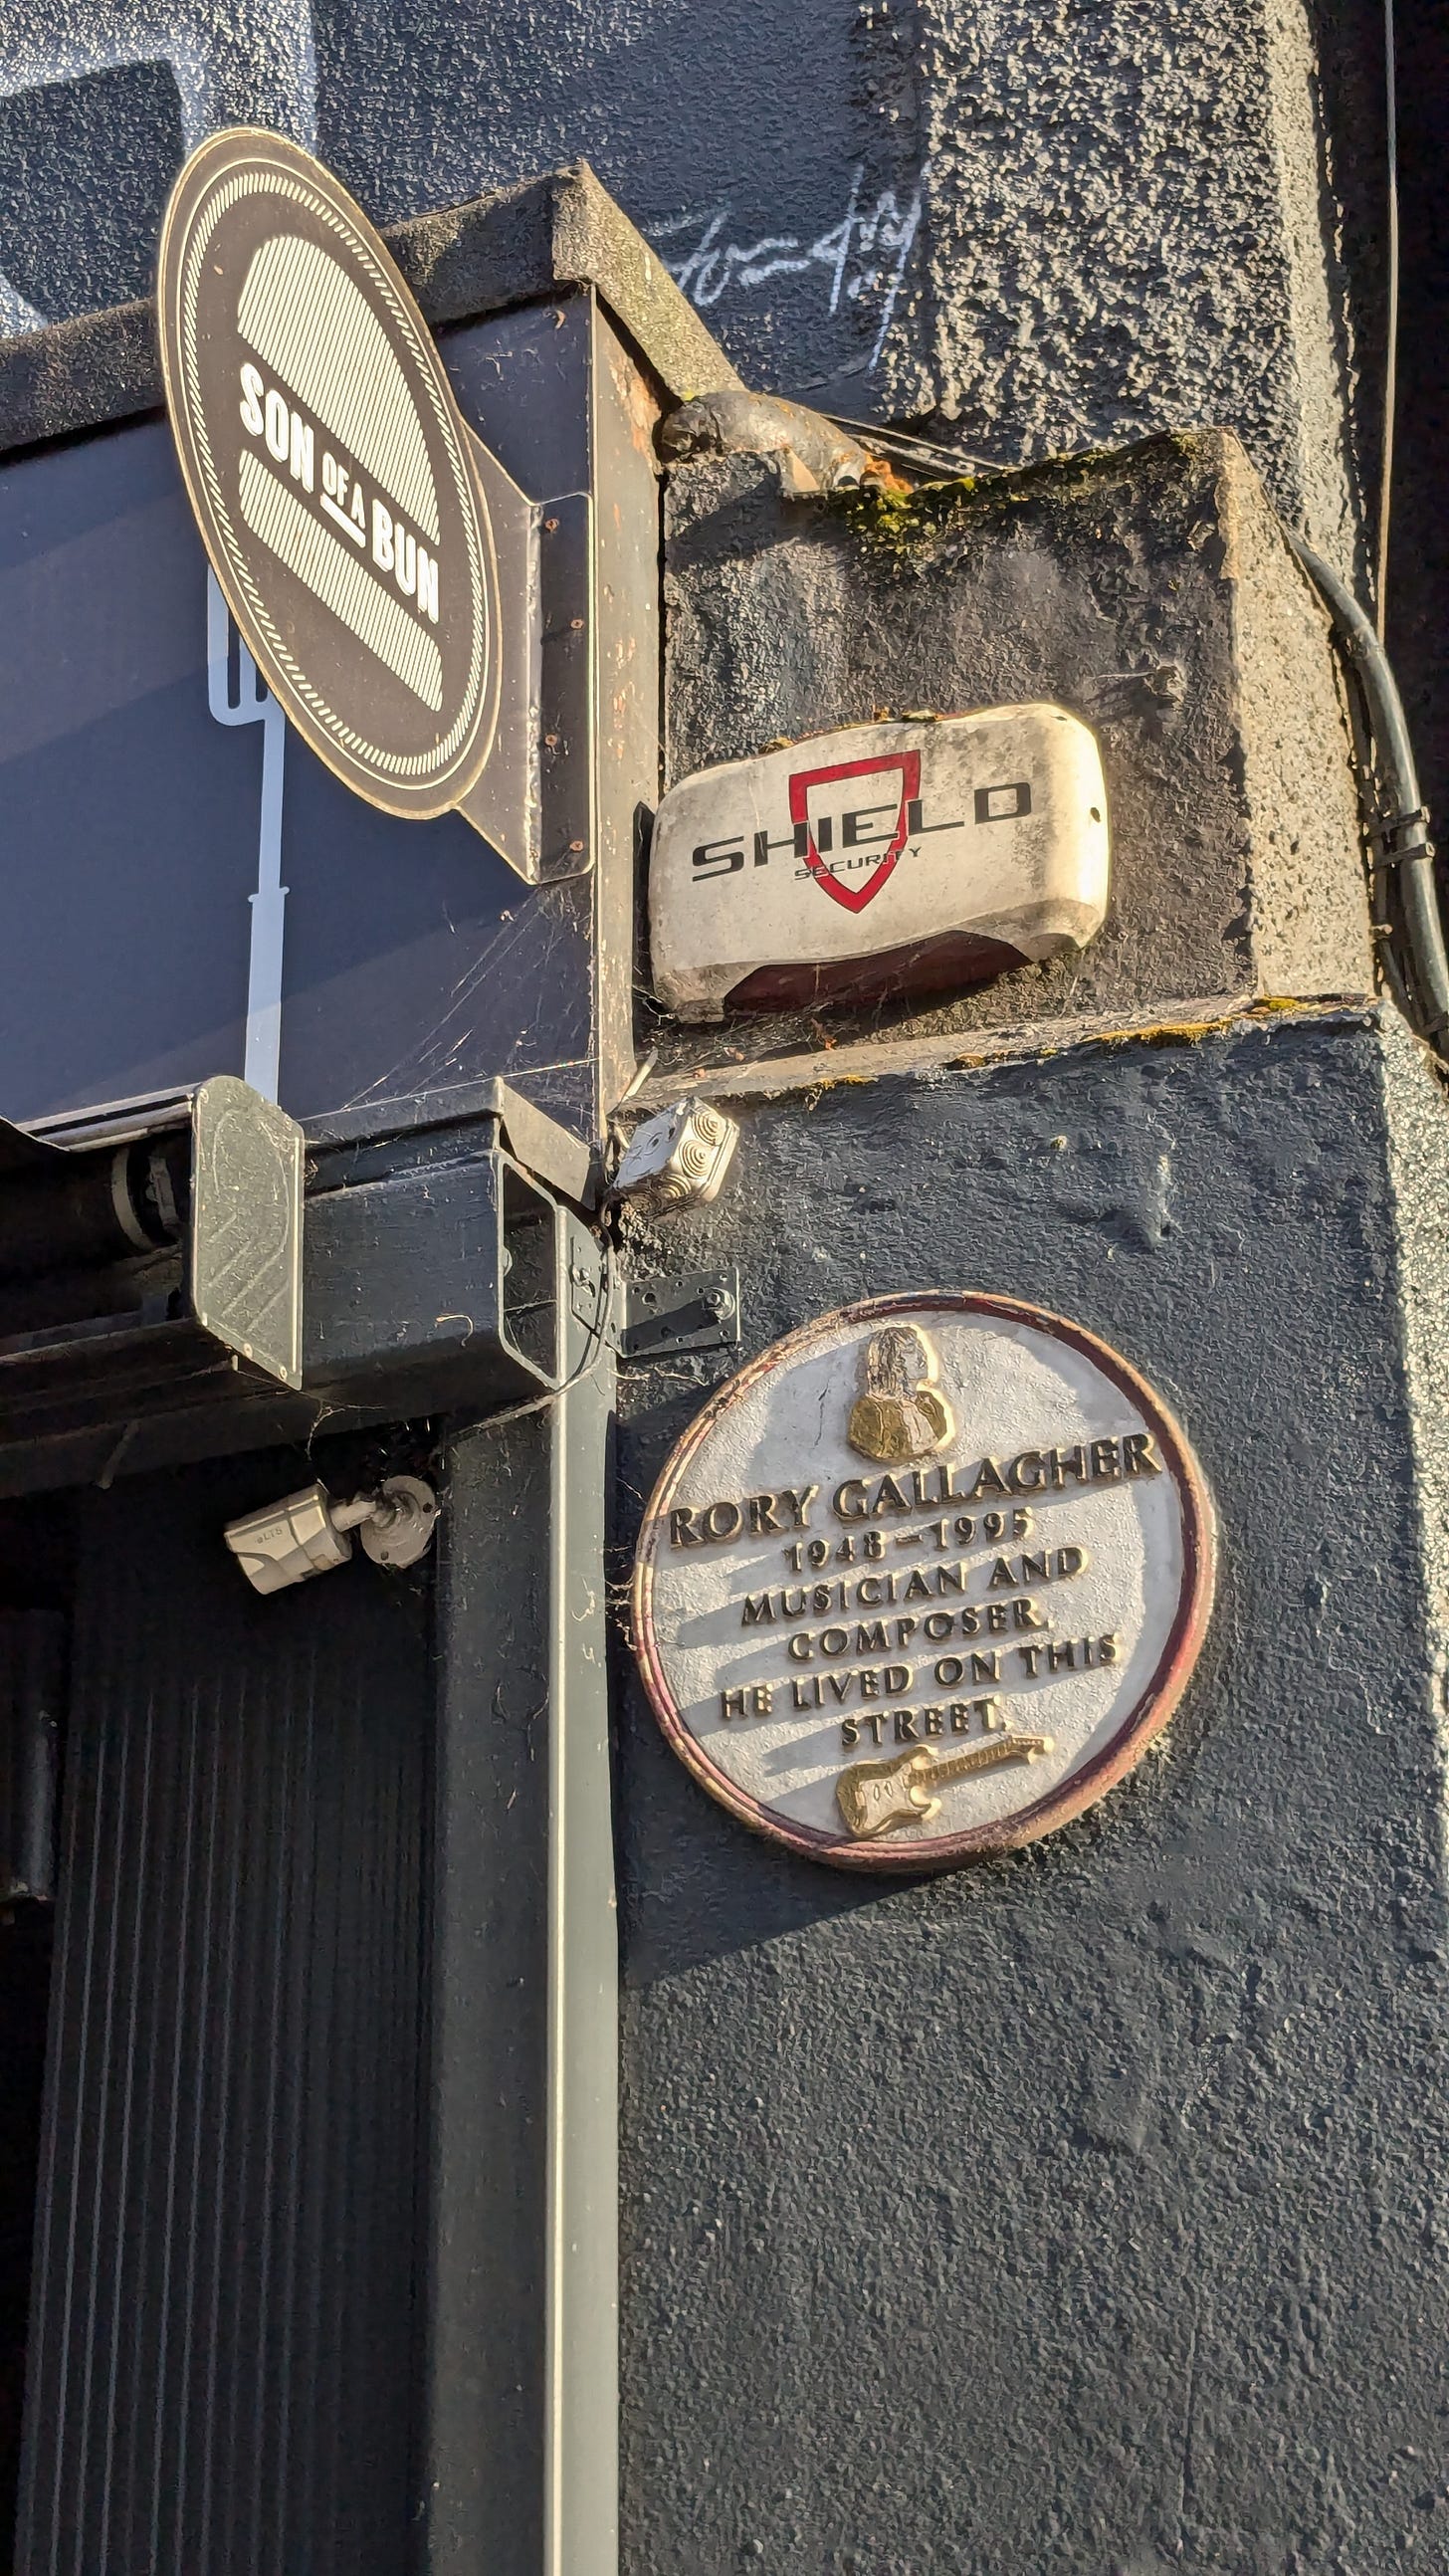 SON OF A BUN
SHIELD
SECURITY
RORY GALLAGHER
1948-1995
MUSICIAN AND
COMPOSER,
HE LIVED ON THIS
STREET.